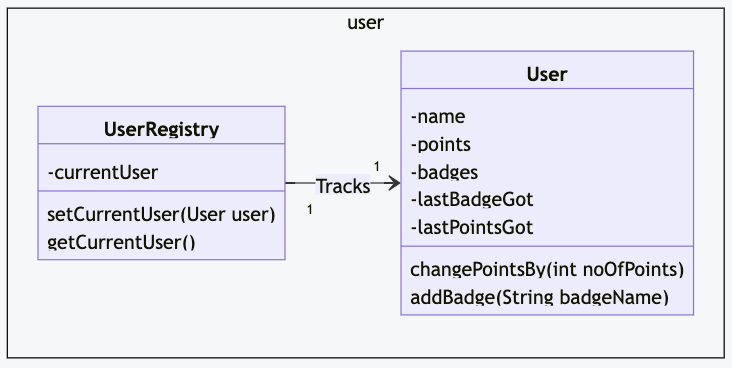 user
UserRegistry
-currentUser
setCurrentUser(User user)
getCurrentUser()
1
Tracks
1
User
-name
-points
-badges
-lastBadgeGot
-lastPointsGot
changePointsBy(int noOfPoints)
addBadge(String badgeName)